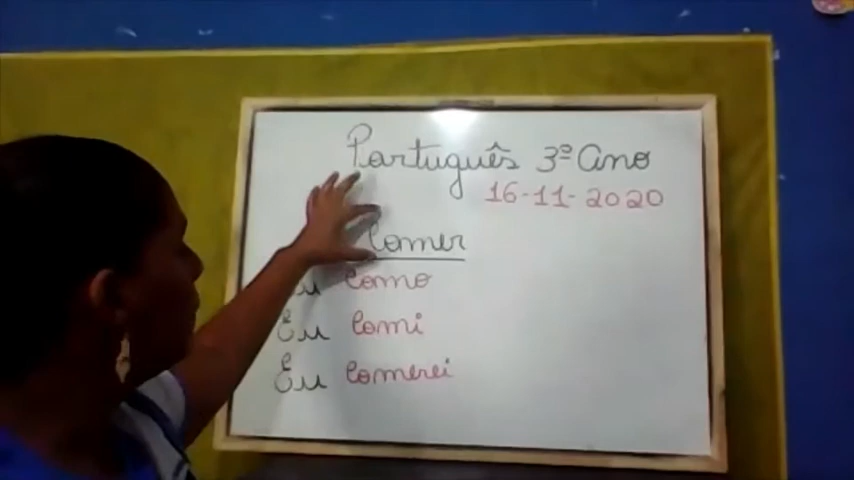 Português 3º Ano
16-11-2020
Comer
Eu como
Eu comi
Eu comerei